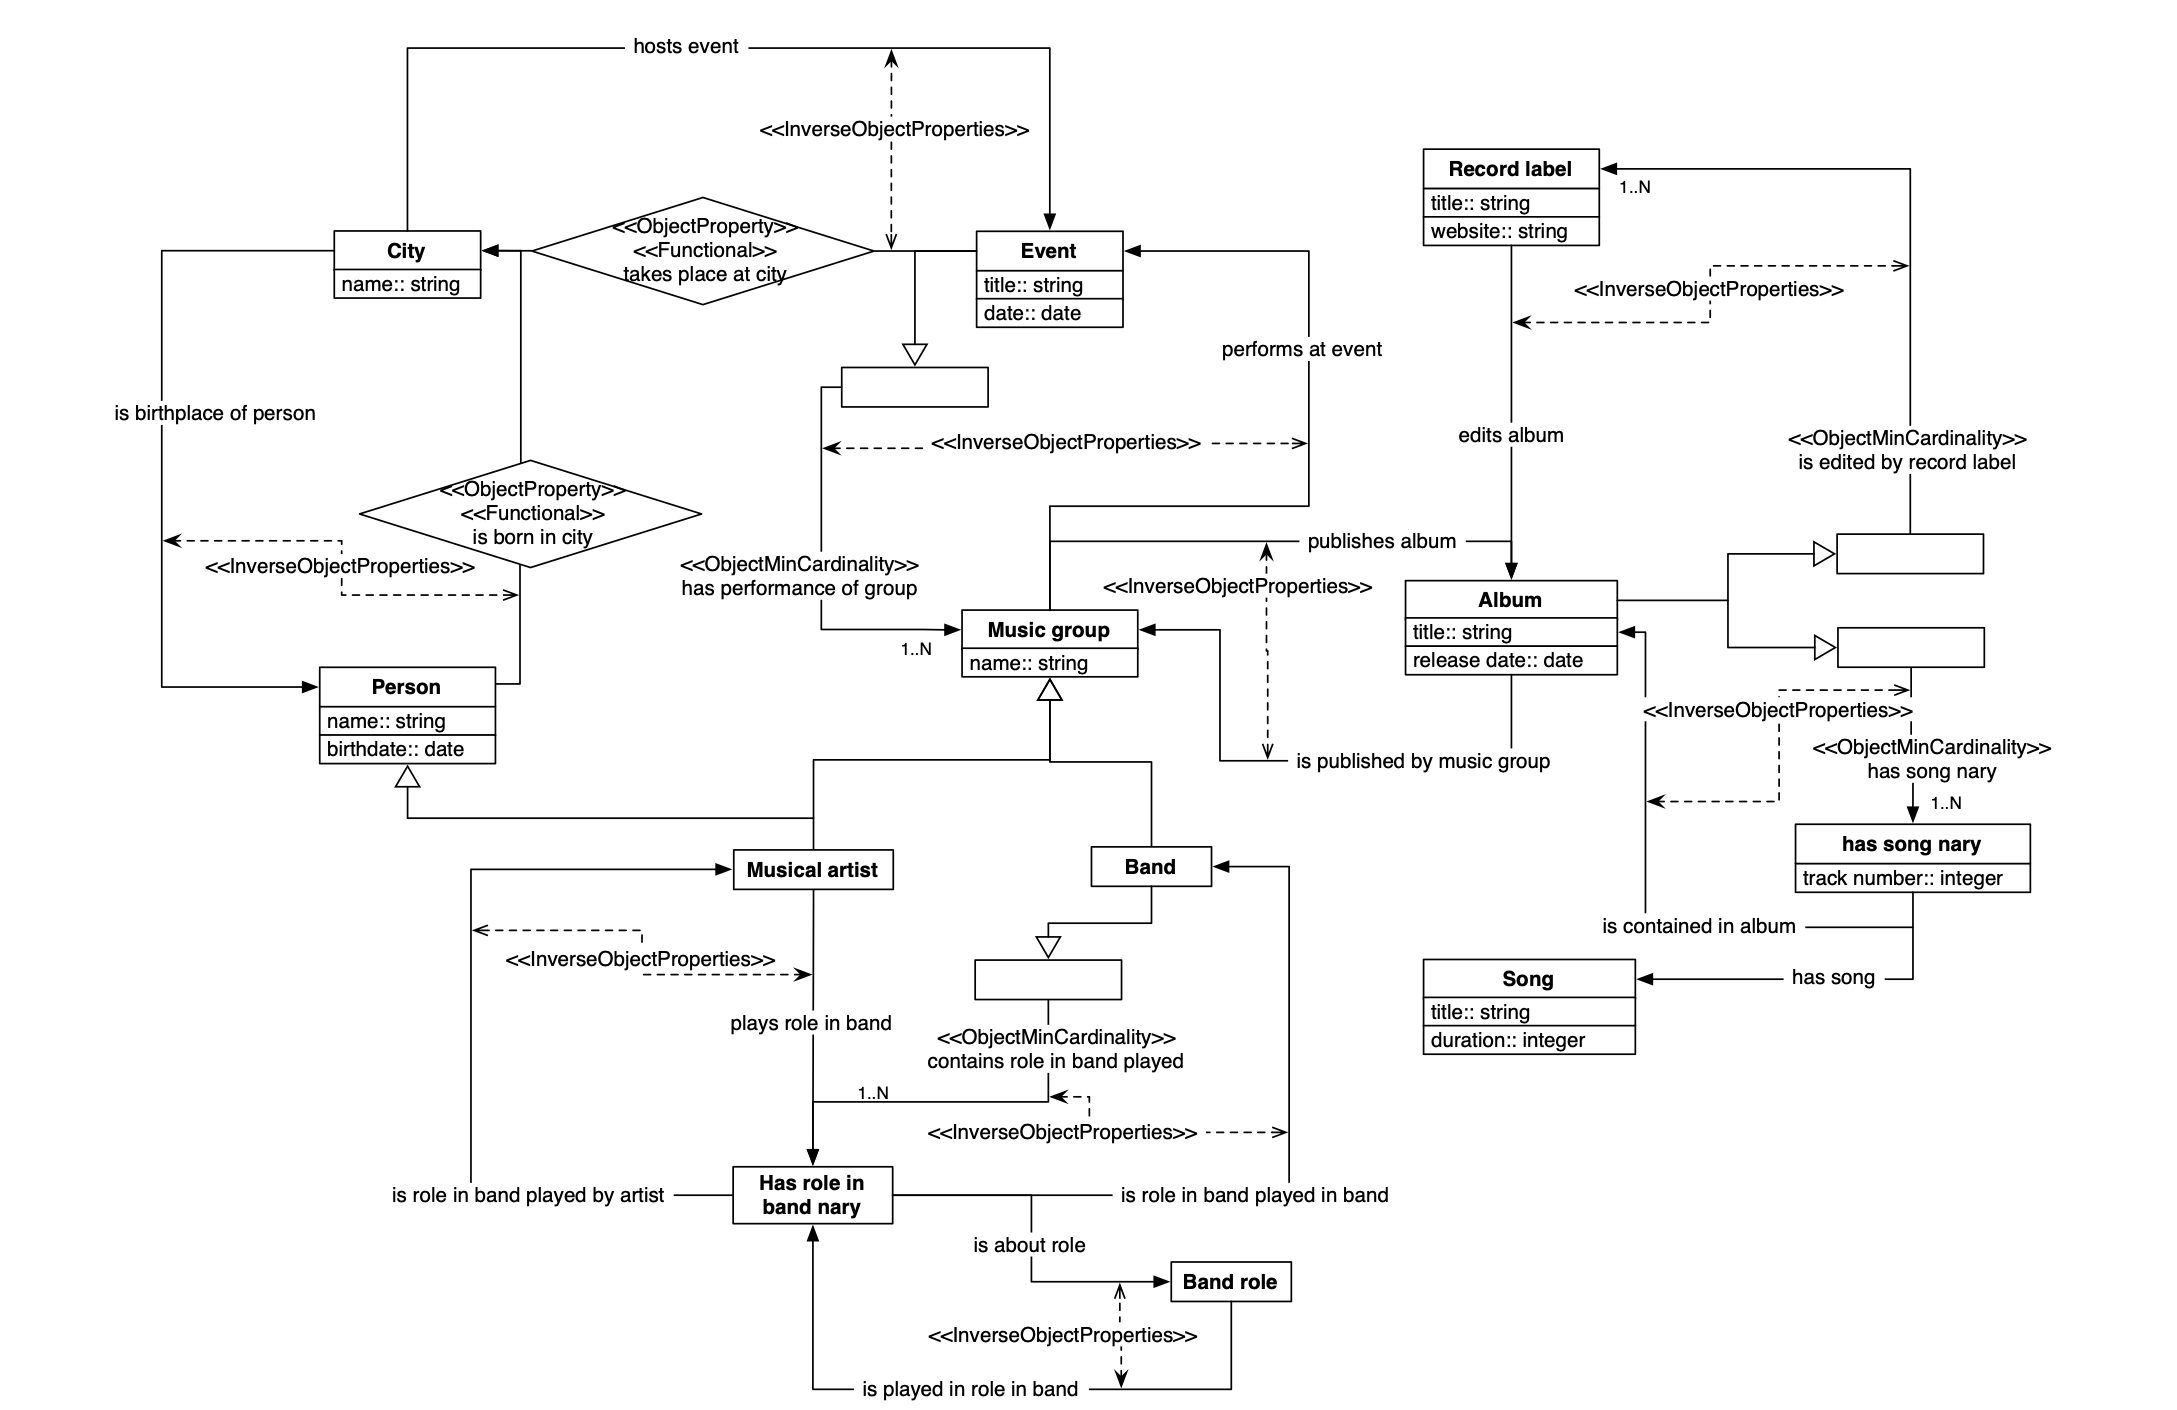 hosts event
<<InverseObjectProperties>>
Record label
1..N
title:: string
website:: string
<<ObjectProperty>>
<<Functional>>
takes place at city
City
name:: string
Event
title:: string
date:: date
<<InverseObjectProperties>>
performs at event
is birthplace of person
<<InverseObjectProperties>>
edits album
<<ObjectMinCardinality>>
is edited by record label
<<ObjectProperty>>
<<Functional>>
is born in city
<<InverseObjectProperties>>
<<ObjectMinCardinality>>
has performance of group
publishes album
<<InverseObjectProperties>>
Album
title:: string
release date:: date
Music group
name:: string
1..N
Person
name:: string
birthdate:: date
<<InverseObjectProperties>>
<<ObjectMinCardinality>>
has song nary
is published by music group
1..N
has song nary
track number:: integer
Musical artist
Band
is contained in album
<<InverseObjectProperties>>
Song
title:: string
duration:: integer
has song
plays role in band
<<ObjectMinCardinality>>
contains role in band played
1..N
<<InverseObjectProperties>>
Has role in
band nary
is role in band played by artist
is role in band played in band
is about role
Band role
<<InverseObjectProperties>>
is played in role in band